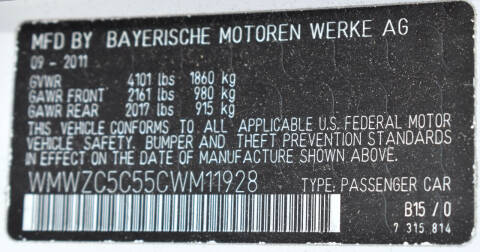 MFD BY BAYERISCHE MOTOREN WERKE AG
09 - 2011
GVWR 4101 lbs 1860 kg
GAWR FRONT 2161 lbs 980 kg
GAWR REAR 2017 lbs 915 kg
THIS VEHICLE CONFORMS TO ALL APPLICABLE U.S. FEDERAL MOTOR
VEHICLE, SAFETY, BUMPER AND THEFT PREVENTION STANDARDS
IN EFFECT ON THE DATE OF MANUFACTURE SHOWN ABOVE.
WMWZC5C55CWM11928 TYPE: PASSENGER CAR
B15 / 0
7 315 814